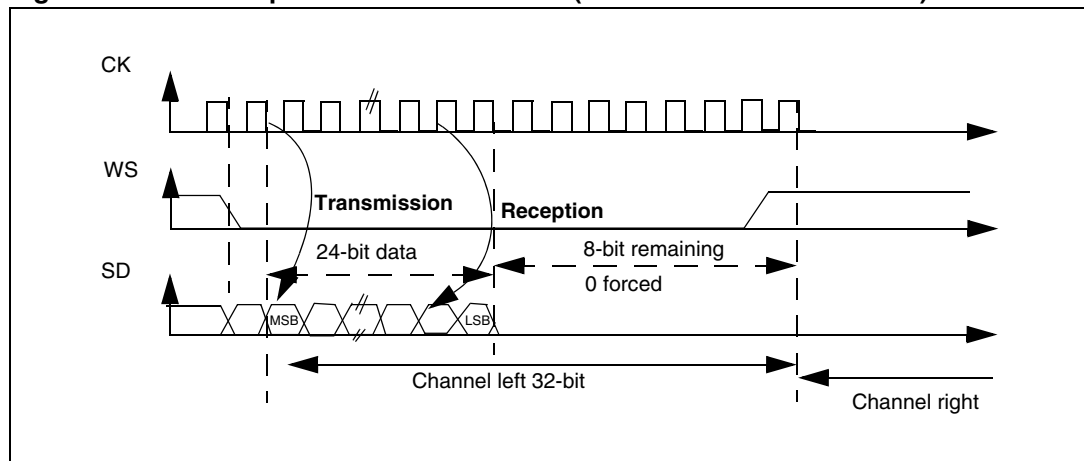 CK
WS
Transmission
Reception
24-bit data
8-bit remaining
0 forced
SD
MSB
LSB
Channel left 32-bit
Channel right